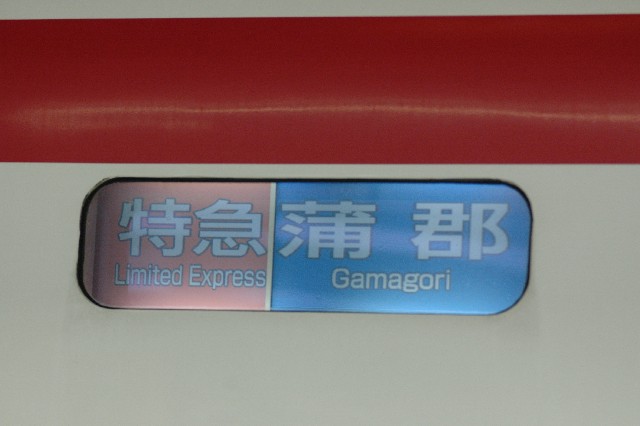 特急 蒲郡
Limited Express Gamagori